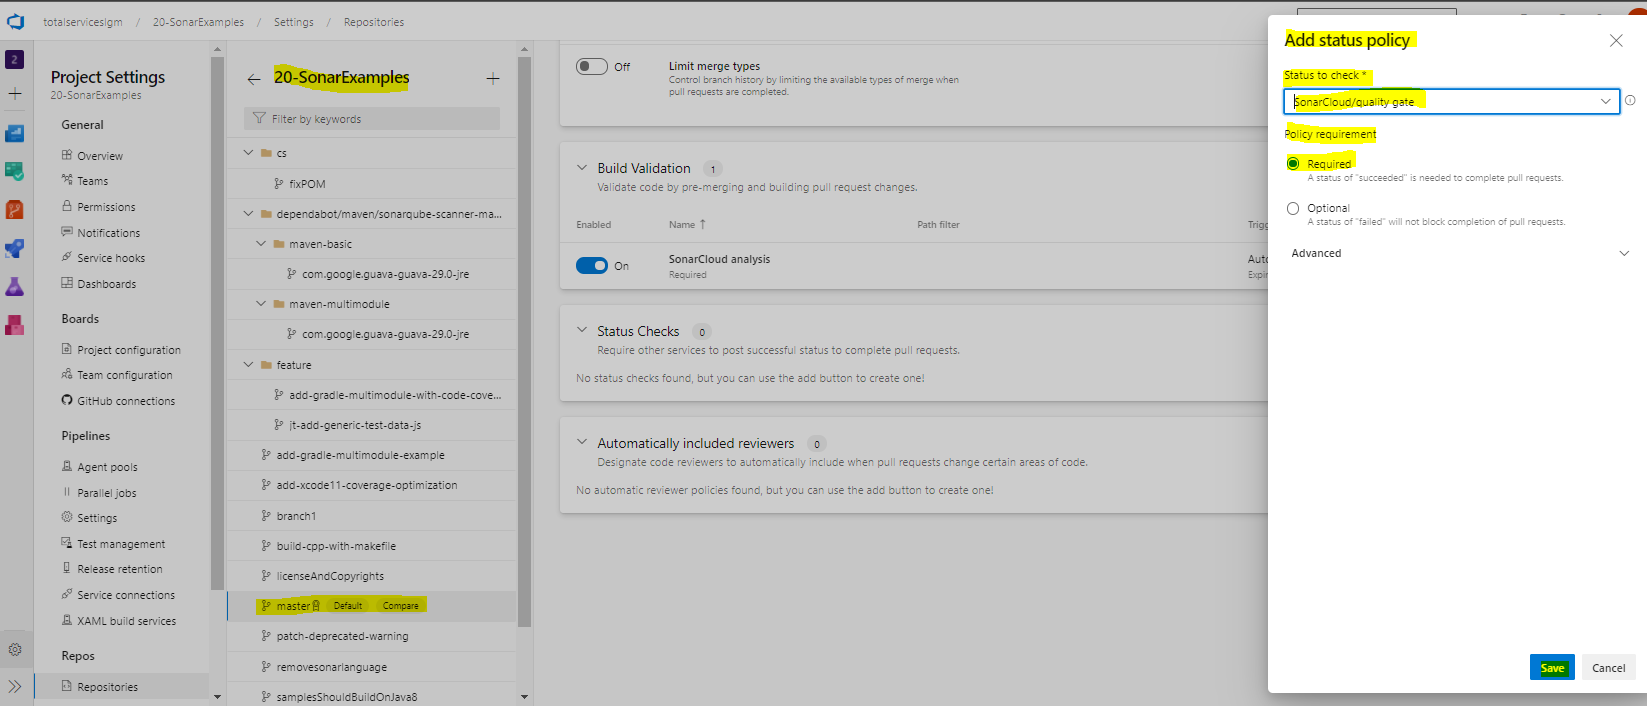 totalservicesigm / 20-SonarExamples / Settings / Repositories
2
Project Settings
20-SonarExamples
General
Overview
Teams
Permissions
Notifications
Service hooks
Dashboards
Boards
Project configuration
Team configuration
GitHub connections
Pipelines
Agent pools
Parallel jobs
Settings
Test management
Release retention
Service connections
XAML build services
Repos
Repositories
20-SonarExamples
Filter by keywords
cs
fixPOM
dependabot/maven/sonarqube-scanner-ma...
maven-basic
com.google.guava-guava-29.0-jre
maven-multimodule
com.google.guava-guava-29.0-jre
feature
add-gradle-multimodule-with-code-cove...
jt-add-generic-test-data-js
add-gradle-multimodule-example
add-xcode11-coverage-optimization
branch1
build-cpp-with-makefile
licenseAndCopyrights
master Default Compare
patch-deprecated-warning
removesonarlanguage
samplesShouldBuildOnJava8
Off
Limit merge types
Control branch history by limiting the available types of merge when
pull requests are completed.
Build Validation 1
Validate code by pre-merging and building pull request changes.
Enabled Name ↑ Path filter Trigg
On SonarCloud analysis Auto
Required Expir
Status Checks 0
Require other services to post successful status to complete pull requests.
No status checks found, but you can use the add button to create one!
Automatically included reviewers 0
Designate code reviewers to automatically include when pull requests change certain areas of code.
No automatic reviewer policies found, but you can use the add button to create one!
Add status policy
Status to check *
SonarCloud/quality gate
Policy requirement
Required
A status of "succeeded" is needed to complete pull requests.
Optional
A status of "failed" will not block completion of pull requests.
Advanced
Save Cancel